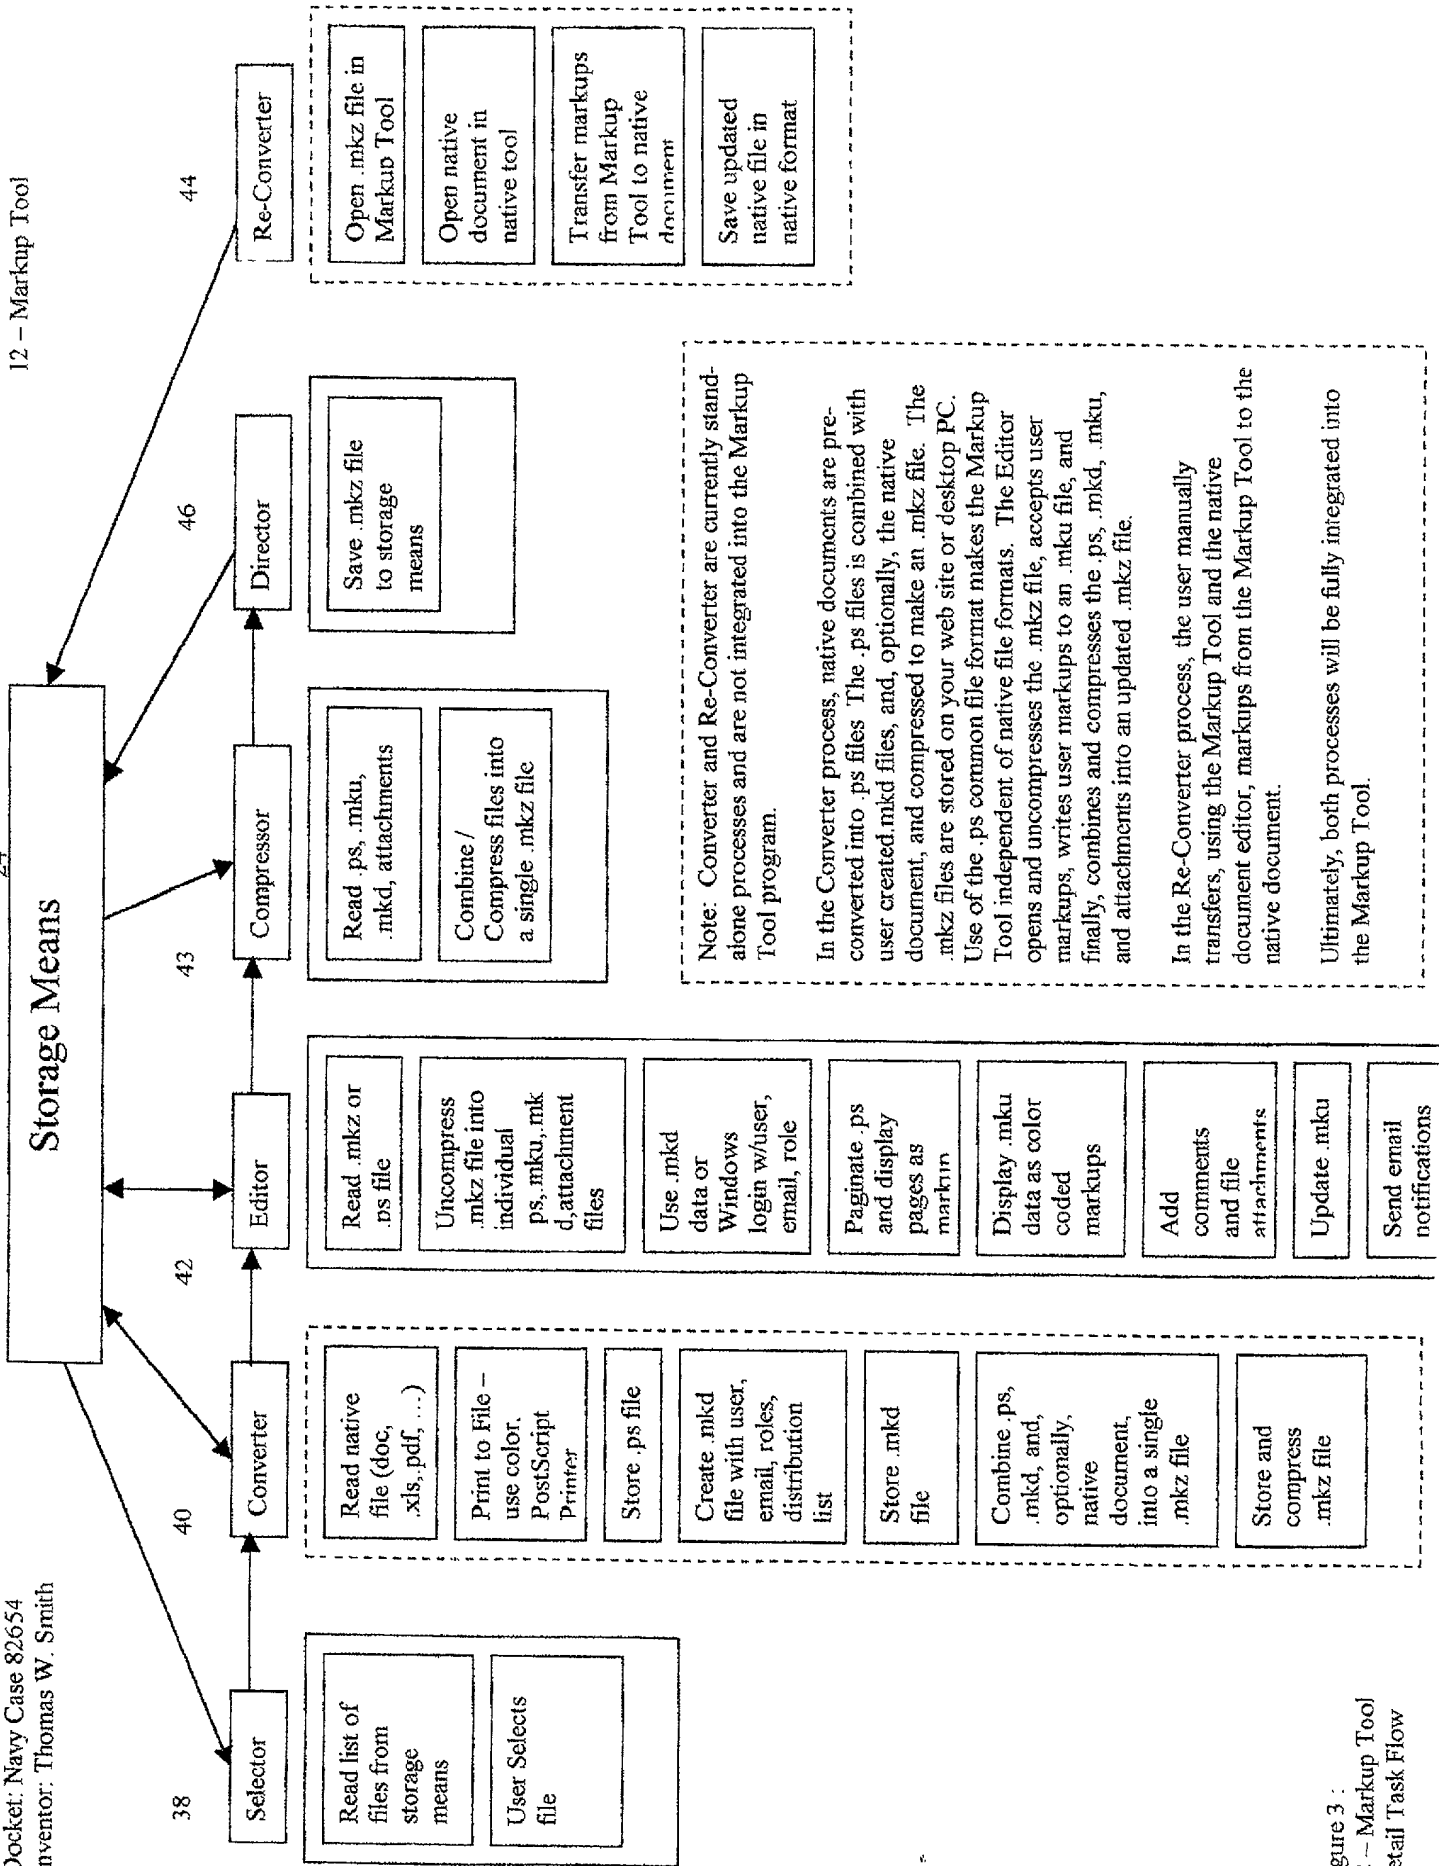 Docket: Navy Case 82654
Inventor: Thomas W. Smith
12 – Markup Tool
24
Storage Means
38
40
42
43
46
44
Selector
Converter
Editor
Compressor
Director
Re-Converter
Read list of
files from
storage
means
User Selects
file
Read native
file (doc,
.xls,.pdf, ...)
Print to File –
use color
PostScript
Printer
Store .ps file
Create .mkd
file with user,
email, roles,
distribution
list
Store .mkd
file
Combine .ps,
.mkd, and,
optionally,
native
document,
into a single
.mkz file
Store and
compress
.mkz file
Read .mkz or
.ps file
Uncompress
.mkz file into
individual
ps,.mku,.mk
d,attachment
files
Use .mkd
data or
Windows
login w/user,
email, role
Paginate .ps
and display
pages as
markup
Display .mku
data as color
coded
markups
Add
comments
and file
attachments
Update .mku
Send email
notifications
Read .ps, .mku,
.mkd, attachments
Combine /
Compress files into
a single .mkz file
Save .mkz file
to storage
means
Open .mkz file in
Markup Tool
Open native
document in
native tool
Transfer markups
from Markup
Tool to native
document
Save updated
native file in
native format
Note: Converter and Re-Converter are currently stand-
alone processes and are not integrated into the Markup
Tool program.
In the Converter process, native documents are pre-
converted into .ps files The .ps files is combined with
user created.mkd files, and, optionally, the native
document, and compressed to make an .mkz file. The
.mkz files are stored on your web site or desktop PC.
Use of the .ps common file format makes the Markup
Tool independent of native file formats. The Editor
opens and uncompresses the .mkz file, accepts user
markups, writes user markups to an .mku file, and
finally, combines and compresses the .ps, .mkd, .mku,
and attachments into an updated .mkz file.
In the Re-Converter process, the user manually
transfers, using the Markup Tool and the native
document editor, markups from the Markup Tool to the
native document.
Ultimately, both processes will be fully integrated into
the Markup Tool.
gure 3 :
– Markup Tool
etail Task Flow